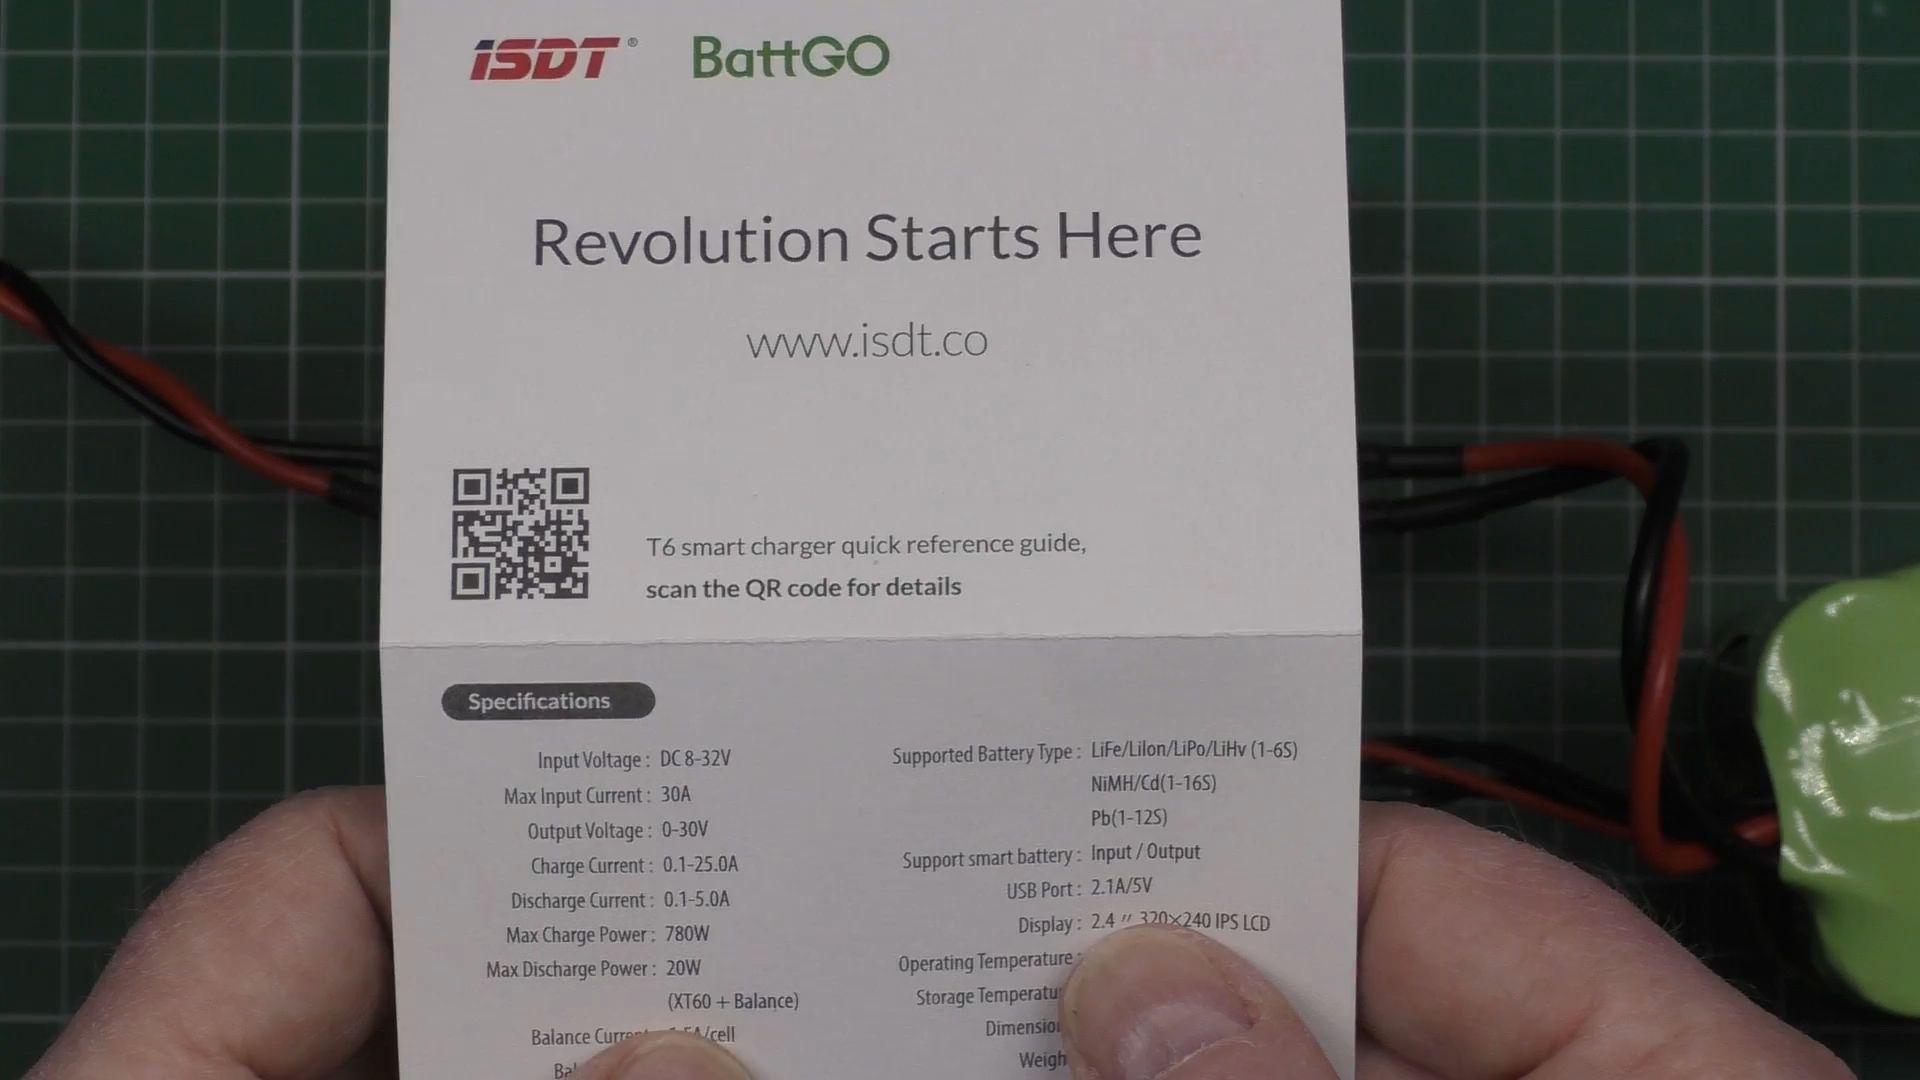 iSDT® BattGO
Revolution Starts Here
www.isdt.co
T6 smart charger quick reference guide,
scan the QR code for details
Specifications
Input Voltage : DC 8-32V
Max Input Current : 30A
Output Voltage : 0-30V
Charge Current : 0.1-25.0A
Discharge Current : 0.1-5.0A
Max Charge Power : 780W
Max Discharge Power : 20W
(XT60 + Balance)
Balance /cell
Supported Battery Type : LiFe/LiIon/LiPo/LiHv (1-6S)
NiMH/Cd(1-16S)
Pb(1-12S)
Support smart battery : Input / Output
USB Port : 2.1A/5V
Display : 2.4 ″ 320×240 IPS LCD
Operating Temperature :
Storage